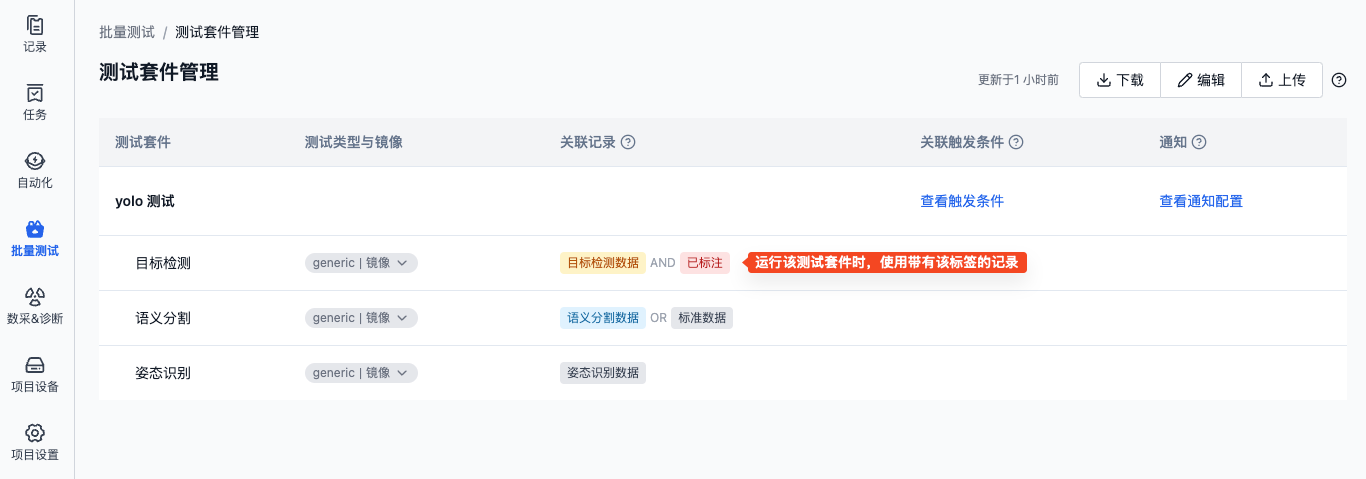 记录
任务
自动化
批量测试
数采&诊断
项目设备
项目设置
批量测试 / 测试套件管理
测试套件管理
更新于1 小时前 下载 编辑 上传
测试套件 测试类型与镜像 关联记录 关联触发条件 通知
yolo 测试 查看触发条件 查看通知配置
目标检测 generic | 镜像 目标检测数据 AND 已标注 运行该测试套件时，使用带有该标签的记录
语义分割 generic | 镜像 语义分割数据 OR 标准数据
姿态识别 generic | 镜像 姿态识别数据